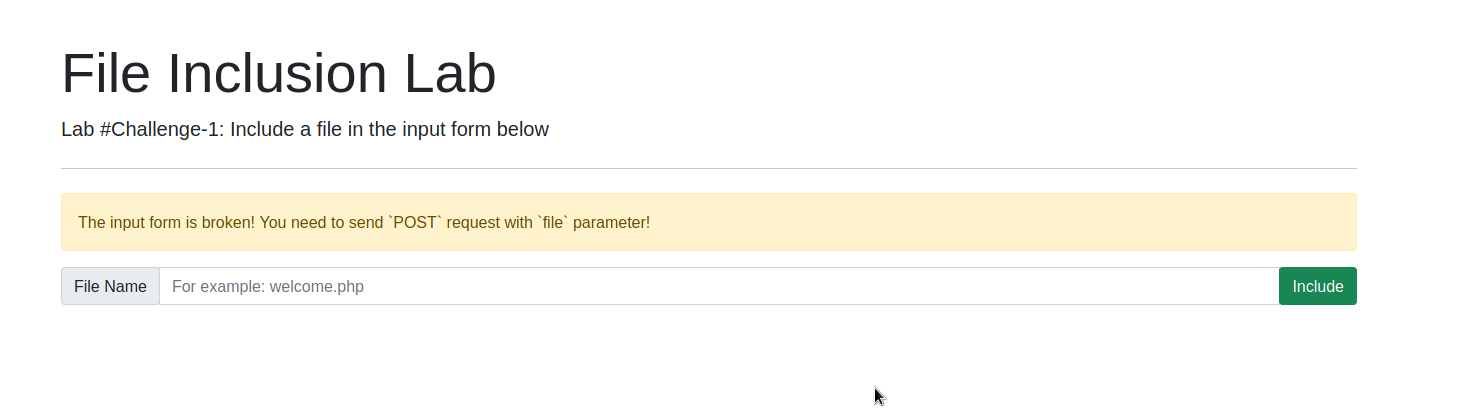 File Inclusion Lab
Lab #Challenge-1: Include a file in the input form below
The input form is broken! You need to send `POST` request with `file` parameter!
File Name For example: welcome.php Include